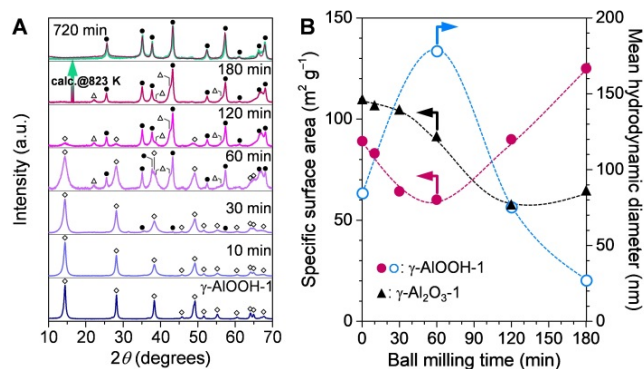 A
720 min
calc.@823 K
180 min
120 min
60 min
30 min
10 min
γ-AlOOH-1
Intensity (a.u.)
10 20 30 40 50 60 70
2θ (degrees)
B
200
150
100
50
0
150
100
50
0
Specific surface area (m² g⁻¹)
Mean hydrodynamic diameter (nm)
: γ-AlOOH-1
: γ-Al₂O₃-1
0 30 60 90 120 150 180
Ball milling time (min)